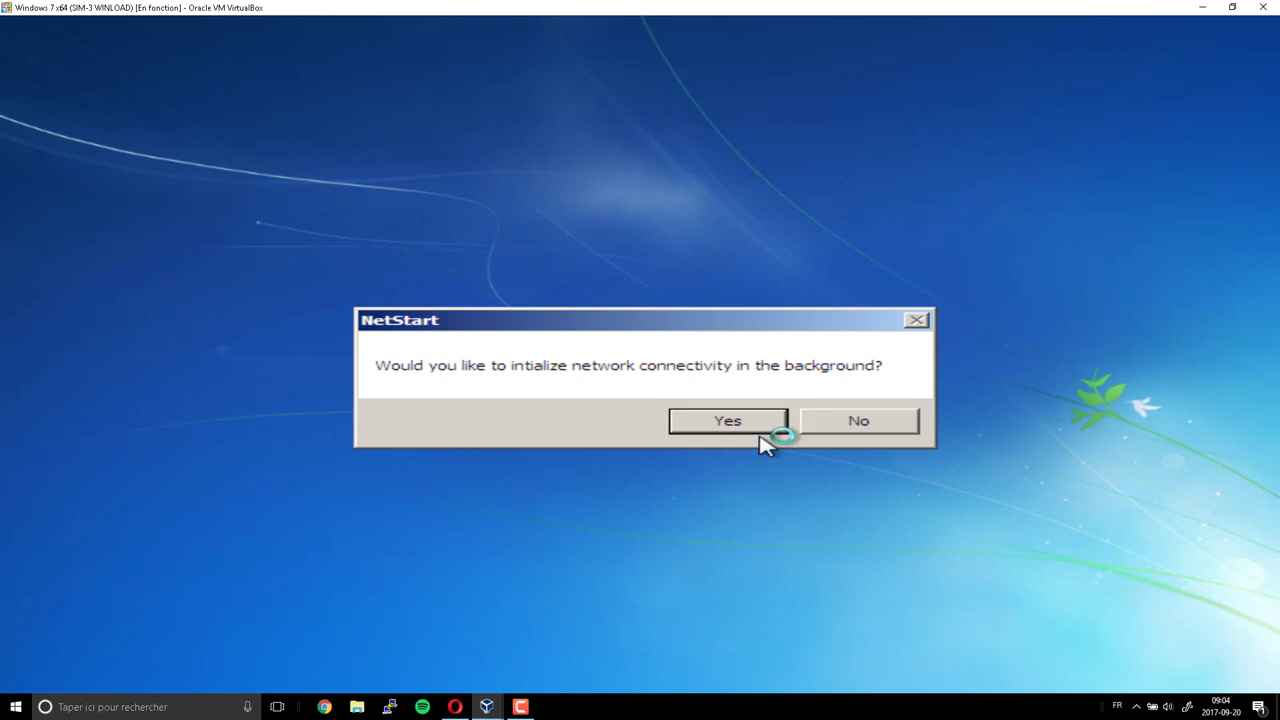 Windows 7 x64 (SIM-3 WINLOAD) [En fonction] - Oracle VM VirtualBox
NetStart
Would you like to intialize network connectivity in the background?
Yes
No
Taper ici pour rechercher
FR
09:04
2017-09-20
1